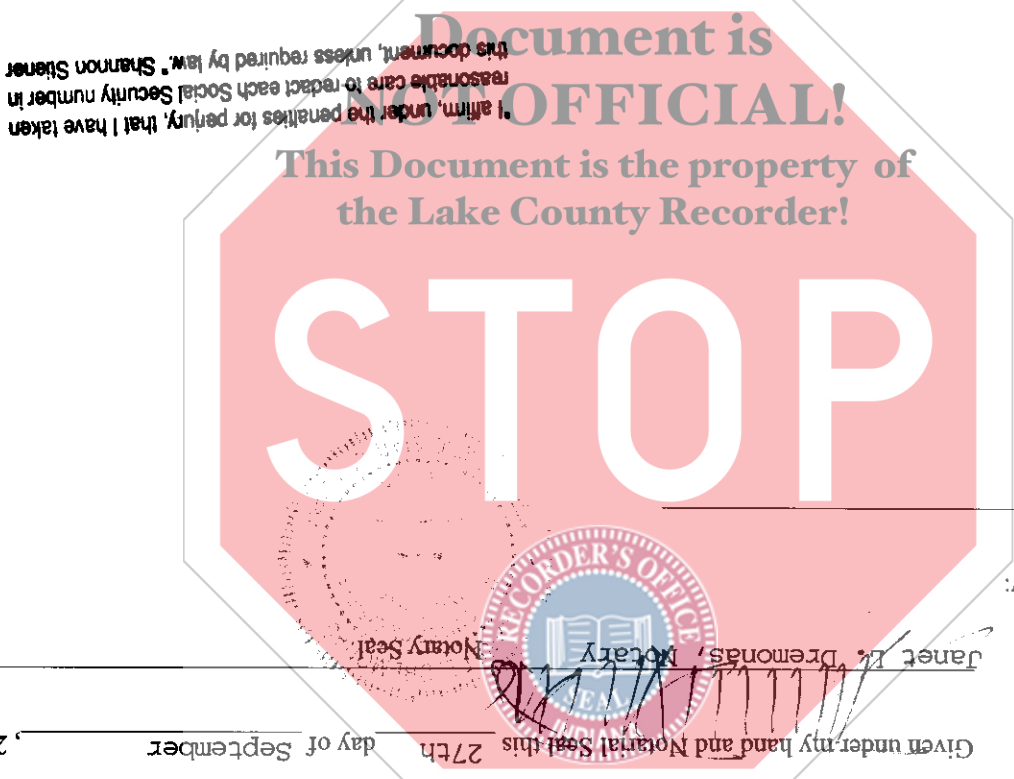 Document is
NOT OFFICIAL!
This Document is the property of
the Lake County Recorder!
STOP
RECORDER'S OFFICE
SEAL
INDIANA
Given under my hand and Notarial Seal this 27th day of September, 2
Janet L. Dremonas Notary
Notary Seal
"I affirm, under the penalties for perjury, that I have taken
reasonable care to redact each Social Security number in
this document, unless required by law." Shannon Stiener